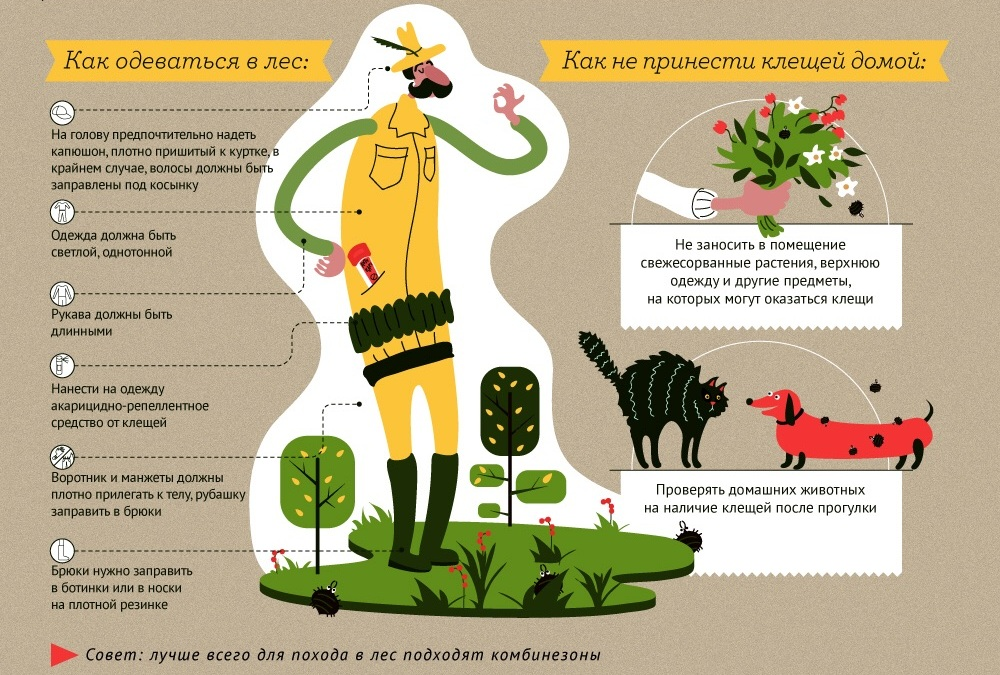 Как одеваться в лес:
На голову предпочтительно надеть
капюшон, плотно пришитый к куртке, в
крайнем случае, волосы должны быть
заправлены под косынку
Одежда должна быть
светлой, однотонной
Рукава должны быть
длинными
Нанести на одежду
акарицидно-репеллентное
средство от клещей
Воротник и манжеты должны
плотно прилегать к телу, рубашку
заправить в брюки
Брюки нужно заправить
в ботинки или в носки
на плотной резинке
Как не принести клещей домой:
Не заносить в помещение
свежесорванные растения, верхнюю
одежду и другие предметы,
на которых могут оказаться клещи
Проверять домашних животных
на наличие клещей после прогулки
Совет: лучше всего для похода в лес подходят комбинезоны